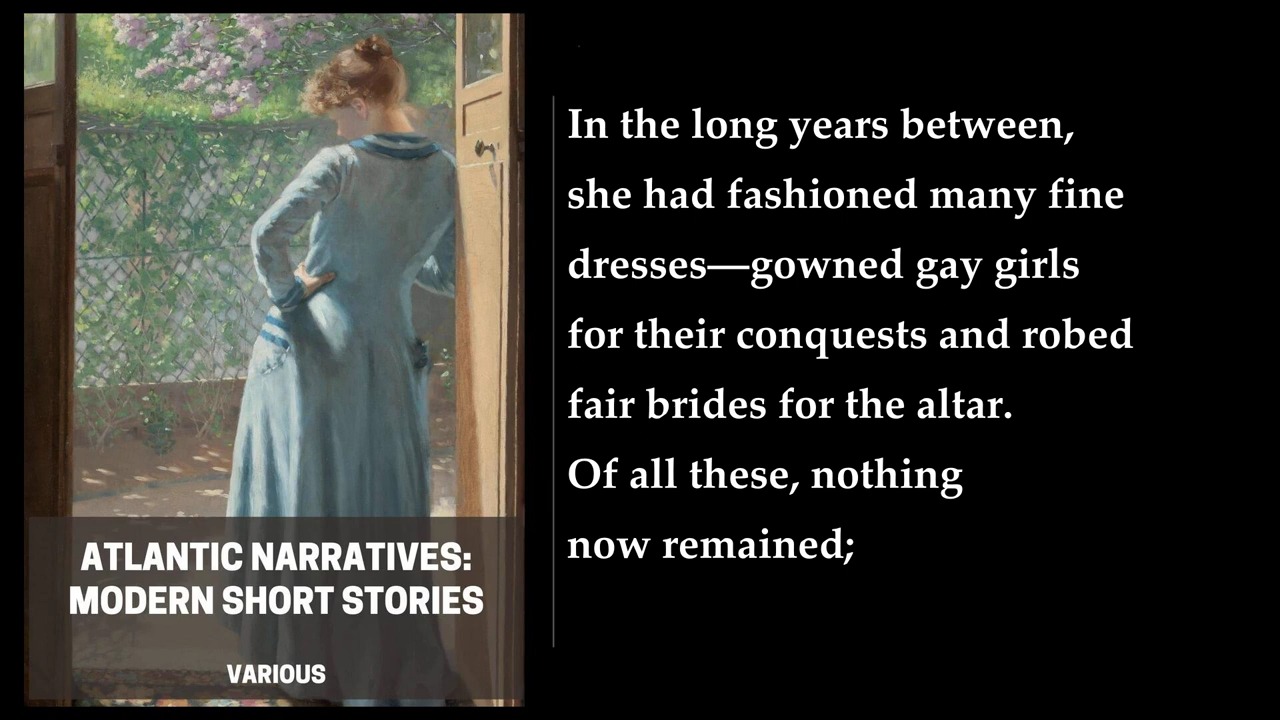 In the long years between,
she had fashioned many fine
dresses—gowned gay girls
for their conquests and robed
fair brides for the altar.
Of all these, nothing
now remained;
ATLANTIC NARRATIVES:
MODERN SHORT STORIES
VARIOUS